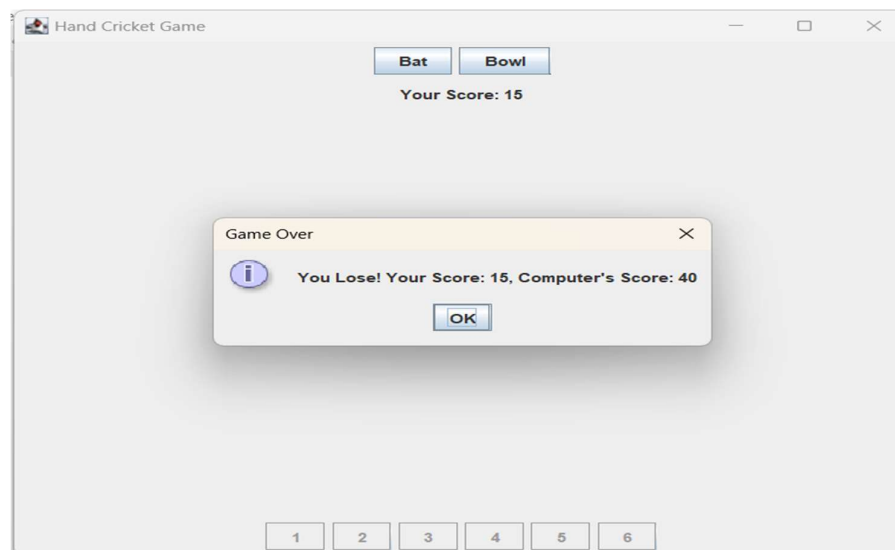 Hand Cricket Game
Bat Bowl
Your Score: 15
Game Over
You Lose! Your Score: 15, Computer's Score: 40
OK
1 2 3 4 5 6